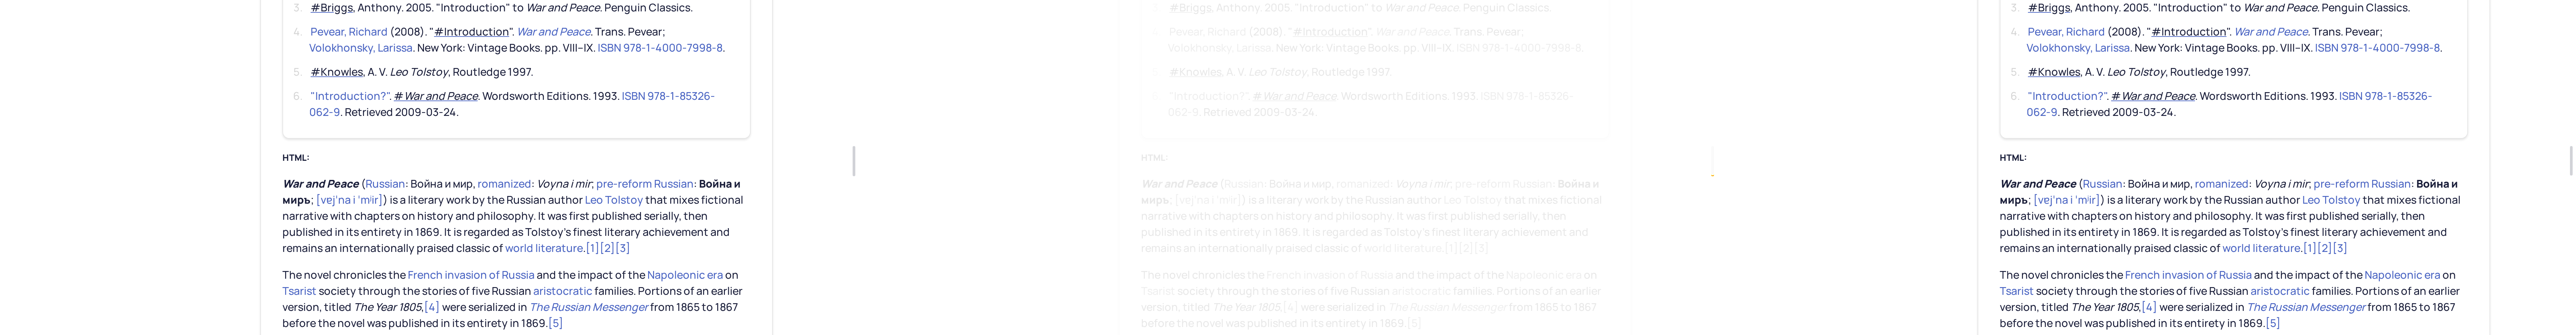 3. #Briggs, Anthony. 2005. "Introduction" to War and Peace. Penguin Classics.
4. Pevear, Richard (2008). "#Introduction". War and Peace. Trans. Pevear;
Volokhonsky, Larissa. New York: Vintage Books. pp. VIII–IX. ISBN 978-1-4000-7998-8.
5. #Knowles, A. V. Leo Tolstoy, Routledge 1997.
6. "Introduction?". #War and Peace. Wordsworth Editions. 1993. ISBN 978-1-85326-
062-9. Retrieved 2009-03-24.
HTML:
War and Peace (Russian: Война и мир, romanized: Voyna i mir; pre-reform Russian: Война и
миръ; [vɐjˈna i ˈmʲir]) is a literary work by the Russian author Leo Tolstoy that mixes fictional
narrative with chapters on history and philosophy. It was first published serially, then
published in its entirety in 1869. It is regarded as Tolstoy's finest literary achievement and
remains an internationally praised classic of world literature.[1][2][3]
The novel chronicles the French invasion of Russia and the impact of the Napoleonic era on
Tsarist society through the stories of five Russian aristocratic families. Portions of an earlier
version, titled The Year 1805,[4] were serialized in The Russian Messenger from 1865 to 1867
before the novel was published in its entirety in 1869.[5]
#Briggs, Anthony. 2005. "Introduction" to War and Peace. Penguin Classics.
Pevear, Richard (2008). "#Introduction". War and Peace. Trans. Pevear;
Volokhonsky, Larissa. New York: Vintage Books. pp. VIII–IX. ISBN 978-1-4000-7998-8.
#Knowles, A. V. Leo Tolstoy, Routledge 1997.
"Introduction?". #War and Peace. Wordsworth Editions. 1993. ISBN 978-1-85326-
062-9. Retrieved 2009-03-24.
HTML:
War and Peace (Russian: Война и мир, romanized: Voyna i mir; pre-reform Russian: Война и
миръ; [vɐjˈna i ˈmʲir]) is a literary work by the Russian author Leo Tolstoy that mixes fictional
narrative with chapters on history and philosophy. It was first published serially, then
published in its entirety in 1869. It is regarded as Tolstoy's finest literary achievement and
remains an internationally praised classic of world literature.[1][2][3]
The novel chronicles the French invasion of Russia and the impact of the Napoleonic era on
Tsarist society through the stories of five Russian aristocratic families. Portions of an earlier
version, titled The Year 1805,[4] were serialized in The Russian Messenger from 1865 to 1867
before the novel was published in its entirety in 1869.[5]
3. #Briggs, Anthony. 2005. "Introduction" to War and Peace. Penguin Classics.
4. Pevear, Richard (2008). "#Introduction". War and Peace. Trans. Pevear;
Volokhonsky, Larissa. New York: Vintage Books. pp. VIII–IX. ISBN 978-1-4000-7998-8.
5. #Knowles, A. V. Leo Tolstoy, Routledge 1997.
6. "Introduction?". #War and Peace. Wordsworth Editions. 1993. ISBN 978-1-85326-
062-9. Retrieved 2009-03-24.
HTML:
War and Peace (Russian: Война и мир, romanized: Voyna i mir; pre-reform Russian: Война и
миръ; [vɐjˈna i ˈmʲir]) is a literary work by the Russian author Leo Tolstoy that mixes fictional
narrative with chapters on history and philosophy. It was first published serially, then
published in its entirety in 1869. It is regarded as Tolstoy's finest literary achievement and
remains an internationally praised classic of world literature.[1][2][3]
The novel chronicles the French invasion of Russia and the impact of the Napoleonic era on
Tsarist society through the stories of five Russian aristocratic families. Portions of an earlier
version, titled The Year 1805,[4] were serialized in The Russian Messenger from 1865 to 1867
before the novel was published in its entirety in 1869.[5]